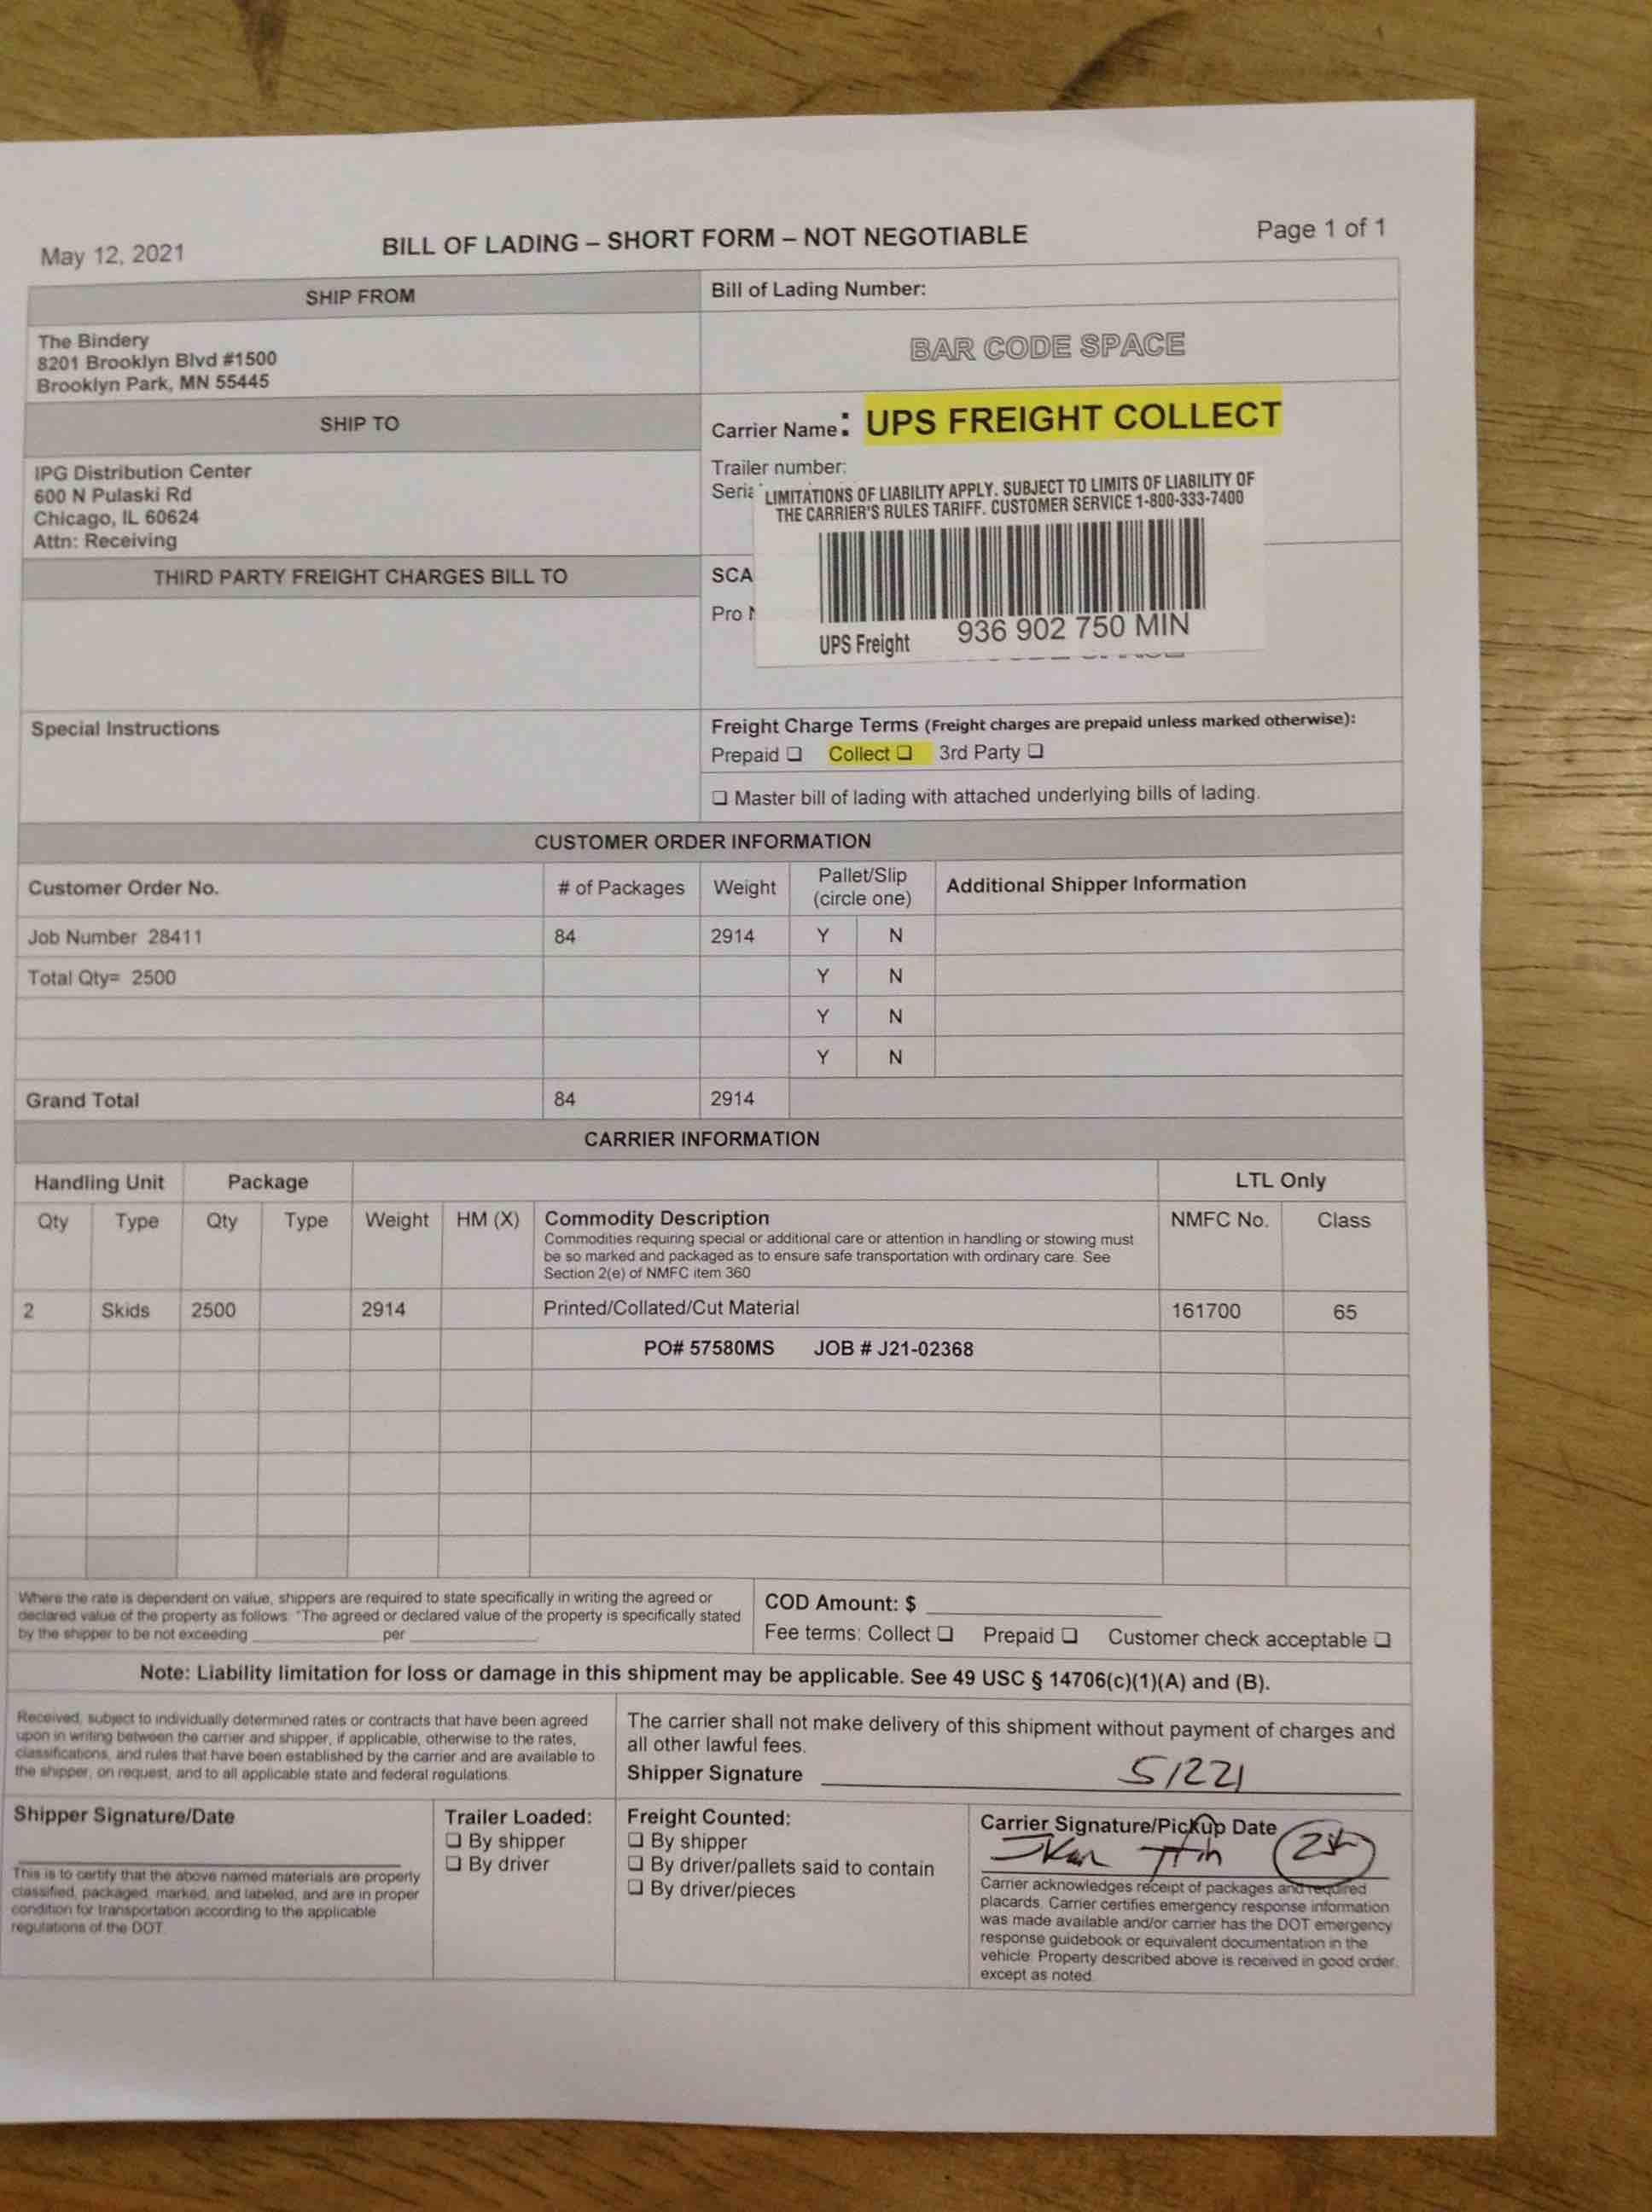 May 12, 2021
BILL OF LADING – SHORT FORM – NOT NEGOTIABLE
Page 1 of 1
SHIP FROM
The Bindery
8201 Brooklyn Blvd #1500
Brooklyn Park, MN 55445
Bill of Lading Number:
BAR CODE SPACE
SHIP TO
IPG Distribution Center
600 N Pulaski Rd
Chicago, IL 60624
Attn: Receiving
Carrier Name: UPS FREIGHT COLLECT
Trailer number:
LIMITATIONS OF LIABILITY APPLY. SUBJECT TO LIMITS OF LIABILITY OF
THE CARRIER'S RULES TARIFF. CUSTOMER SERVICE 1-800-333-7400
UPS Freight 936 902 750 MIN
THIRD PARTY FREIGHT CHARGES BILL TO
SCA
Pro
Special Instructions
Freight Charge Terms (Freight charges are prepaid unless marked otherwise):
Prepaid ❑ Collect ❑ 3rd Party ❑
❑ Master bill of lading with attached underlying bills of lading.
CUSTOMER ORDER INFORMATION
Customer Order No. # of Packages Weight Pallet/Slip (circle one) Additional Shipper Information
Job Number 28411 84 2914 Y N
Total Qty= 2500 Y N
Y N
Y N
Grand Total 84 2914
CARRIER INFORMATION
Handling Unit Package LTL Only
Qty Type Qty Type Weight HM (X) Commodity Description NMFC No. Class
Commodities requiring special or additional care or attention in handling or stowing must
be so marked and packaged as to ensure safe transportation with ordinary care. See
Section 2(e) of NMFC item 360
2 Skids 2500 2914 Printed/Collated/Cut Material 161700 65
PO# 57580MS JOB # J21-02368
Where the rate is dependent on value, shippers are required to state specifically in writing the agreed or
declared value of the property as follows: "The agreed or declared value of the property is specifically stated
by the shipper to be not exceeding ____ per ____
COD Amount: $
Fee terms: Collect ❑ Prepaid ❑ Customer check acceptable ❑
Note: Liability limitation for loss or damage in this shipment may be applicable. See 49 USC § 14706(c)(1)(A) and (B).
Received, subject to individually determined rates or contracts that have been agreed
upon in writing between the carrier and shipper, if applicable, otherwise to the rates,
classifications, and rules that have been established by the carrier and are available to
the shipper, on request, and to all applicable state and federal regulations.
The carrier shall not make delivery of this shipment without payment of charges and
all other lawful fees.
Shipper Signature
Shipper Signature/Date
This is to certify that the above named materials are properly
classified, packaged, marked, and labeled, and are in proper
condition for transportation according to the applicable
regulations of the DOT.
Trailer Loaded:
❑ By shipper
❑ By driver
Freight Counted:
❑ By shipper
❑ By driver/pallets said to contain
❑ By driver/pieces
Carrier Signature/Pickup Date
Carrier acknowledges receipt of packages and required
placards. Carrier certifies emergency response information
was made available and/or carrier has the DOT emergency
response guidebook or equivalent documentation in the
vehicle. Property described above is received in good order,
except as noted.